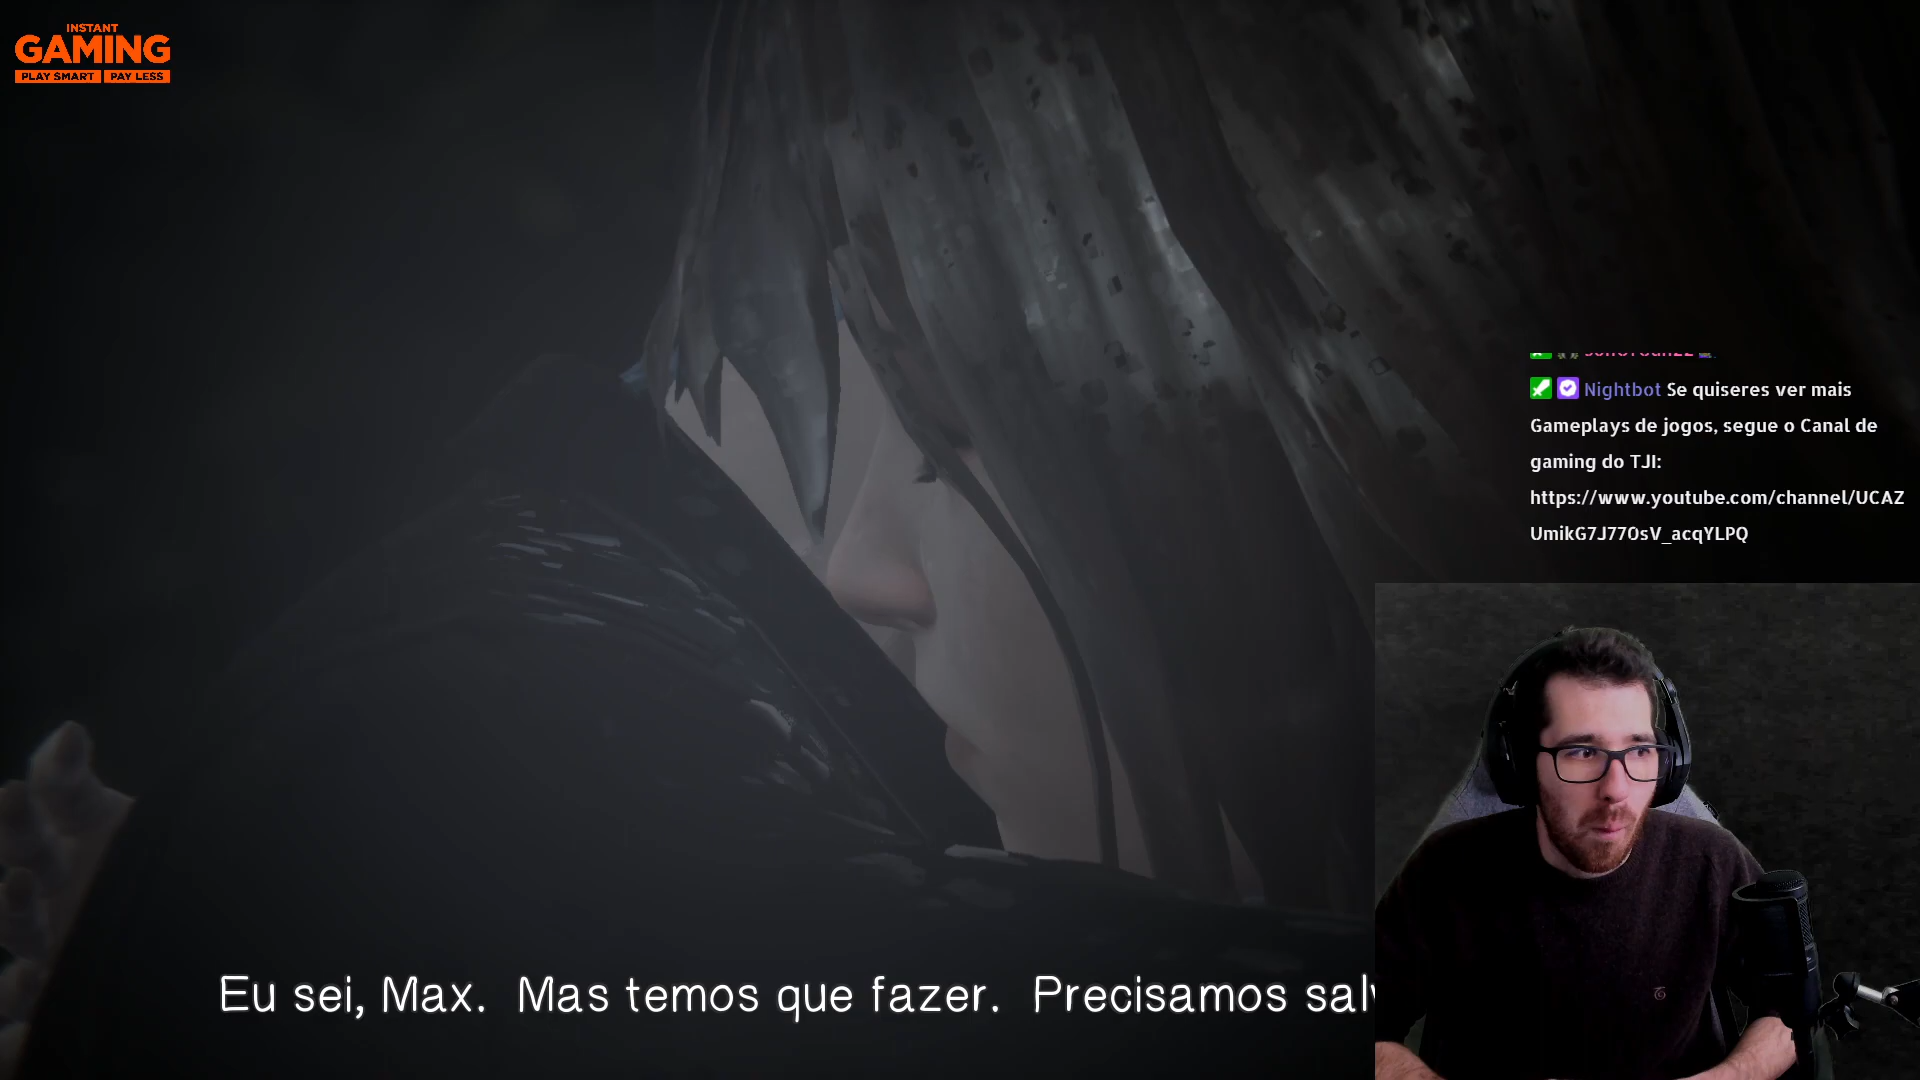 INSTANT
GAMING
PLAY SMART PAY LESS
Nightbot Se quiseres ver mais
Gameplays de jogos, segue o Canal de
gaming do TJI:
https://www.youtube.com/channel/UCAZ
UmikG7J77OsV_acqYLPQ
Eu sei, Max. Mas temos que fazer. Precisamos